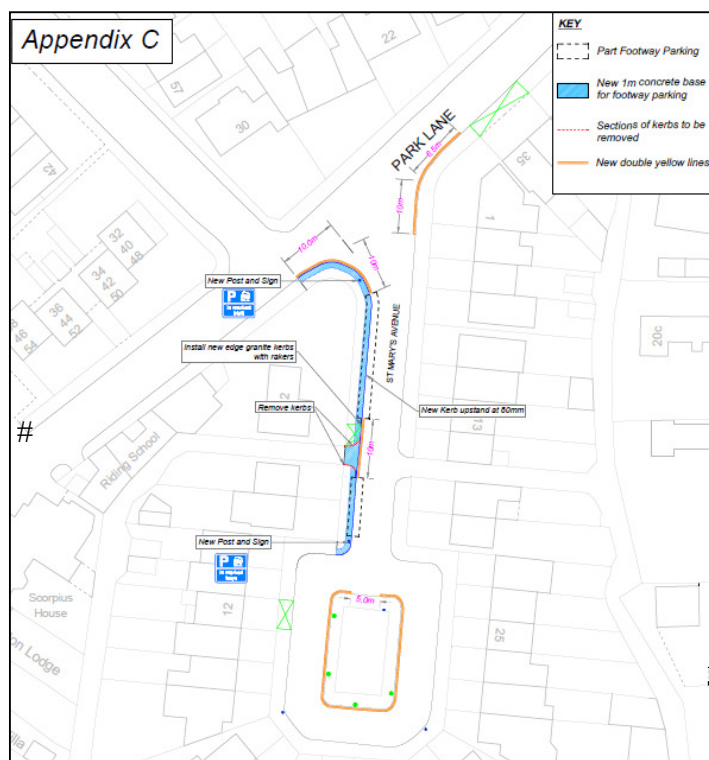 Appendix C
KEY
Part Footway Parking
New 1m concrete base
for footway parking
Sections of kerbs to be
removed
New double yellow lines
PARK LANE
6.5m
10m
57
30
42
35
1
32
40
48
34
42
50
36
44
52
46
54
10.0m
10m
New Post and Sign
P
Install new edge granite kerbs
with rakers
Remove kerbs
ST MARY'S AVENUE
20c
2
New Kerb upstand at 60mm
13
10m
#
Riding School
New Post and Sign
P
Scorpius
House
12
5.0m
25
on Lodge
illa